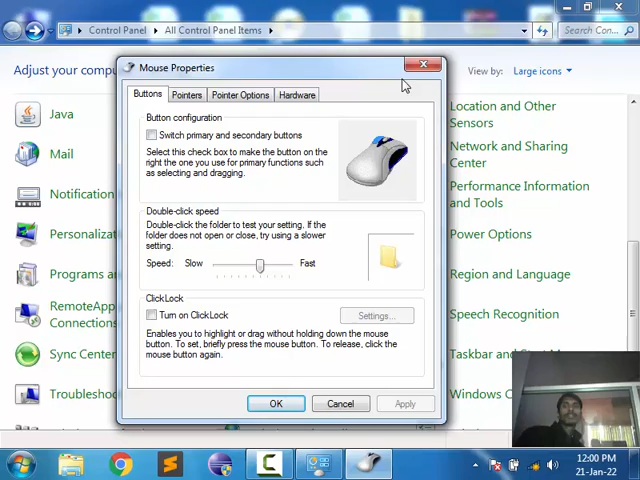 Control Panel
All Control Panel Items
Search Con...
Adjust your compu
View by:
Large icons
Mouse Properties
Buttons
Pointers
Pointer Options
Hardware
Button configuration
Switch primary and secondary buttons
Select this check box to make the button on the
right the one you use for primary functions such
as selecting and dragging.
Double-click speed
Double-click the folder to test your setting. If the
folder does not open or close, try using a slower
setting.
Speed:
Slow
Fast
ClickLock
Turn on ClickLock
Settings...
Enables you to highlight or drag without holding down the mouse
button. To set, briefly press the mouse button. To release, click the
mouse button again.
OK
Cancel
Apply
Java
Mail
Notification
Personaliza
Programs an
RemoteApp
Connections
Sync Center
Troubleshoo
Location and Other
Sensors
Network and Sharing
Center
Performance Information
and Tools
Power Options
Region and Language
Speech Recognition
Taskbar and Start M
Windows C
12:00 PM
21-Jan-22